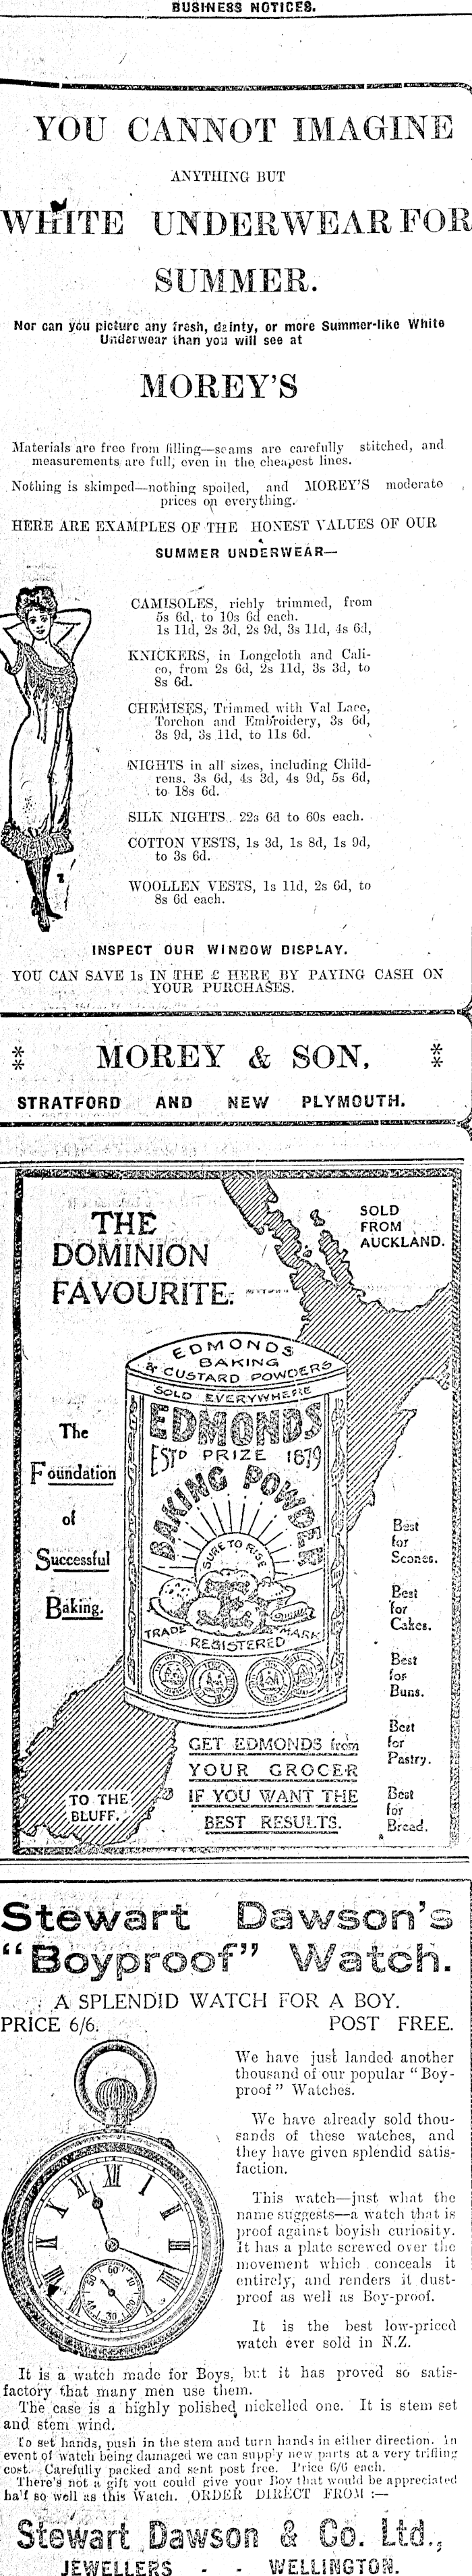 BUSINESS NOTICES.
YOU CANNOT IMAGINE
ANYTHING BUT
WHITE UNDERWEAR FOR
SUMMER.
Nor can you picture any fresh, dainty, or more Summer-like White
Underwear than you will see at
MOREY'S
Materials are free from filling—seams are carefully stitched, and
measurements are full, even in the cheapest lines.
Nothing is skimped—nothing spoiled, and MOREY'S moderate
prices on everything.
HERE ARE EXAMPLES OF THE HONEST VALUES OF OUR
SUMMER UNDERWEAR—
CAMISOLES, richly trimmed, from
5s 6d, to 10s 6d each.
1s 11d, 2s 3d, 2s 9d, 3s 11d, 4s 6d,
KNICKERS, in Longcloth and Cali-
co, from 2s 6d, 2s 11d, 3s 3d, to
8s 6d.
CHEMISES, Trimmed with Val Lace,
Torchon and Embroidery, 3s 6d,
3s 9d, 3s 11d, to 11s 6d.
NIGHTS in all sizes, including Child-
rens. 3s 6d, 4s 3d, 4s 9d, 5s 6d,
to 18s 6d.
SILK NIGHTS. 22s 6d to 60s each.
COTTON VESTS, 1s 3d, 1s 8d, 1s 9d,
to 3s 6d.
WOOLLEN VESTS, 1s 11d, 2s 6d, to
8s 6d each.
INSPECT OUR WINDOW DISPLAY.
YOU CAN SAVE 1s IN THE £ HERE BY PAYING CASH ON
YOUR PURCHASES.
MOREY & SON,
STRATFORD AND NEW PLYMOUTH.
THE
DOMINION
FAVOURITE.
SOLD
FROM
AUCKLAND.
EDMONDS
BAKING
& CUSTARD POWDERS
SOLD EVERYWHERE
EDMONDS
ESTD PRIZE 1879
BAKING POWDER
SURE TO RISE
TRADE MARK
REGISTERED
The
Foundation
of
Successful
Baking.
Best
for
Scones.
Best
for
Cakes.
Best
for
Buns.
Best
for
Pastry.
Best
for
Bread.
GET EDMONDS from
YOUR GROCER
IF YOU WANT THE
BEST RESULTS.
TO THE
BLUFF.
Stewart Dawson's
"Boyproof" Watch.
A SPLENDID WATCH FOR A BOY.
PRICE 6/6. POST FREE.
We have just landed another
thousand of our popular "Boy-
proof" Watches.
We have already sold thou-
sands of these watches, and
they have given splendid satis-
faction.
This watch—just what the
name suggests—a watch that is
proof against boyish curiosity.
It has a plate screwed over the
movement which conceals it
entirely, and renders it dust-
proof as well as Boy-proof.
It is the best low-priced
watch ever sold in N.Z.
It is a watch made for Boys, but it has proved so satis-
factory that many men use them.
The case is a highly polished nickelled one. It is stem set
and stem wind.
To set hands, push in the stem and turn hands in either direction. In
event of watch being damaged we can supply new parts at a very trifling
cost. Carefully packed and sent post free. Price 6/6 each.
There's not a gift you could give your Boy that would be appreciated
half so well as this Watch. ORDER DIRECT FROM :—
Stewart Dawson & Co. Ltd.,
JEWELLERS - - WELLINGTON.